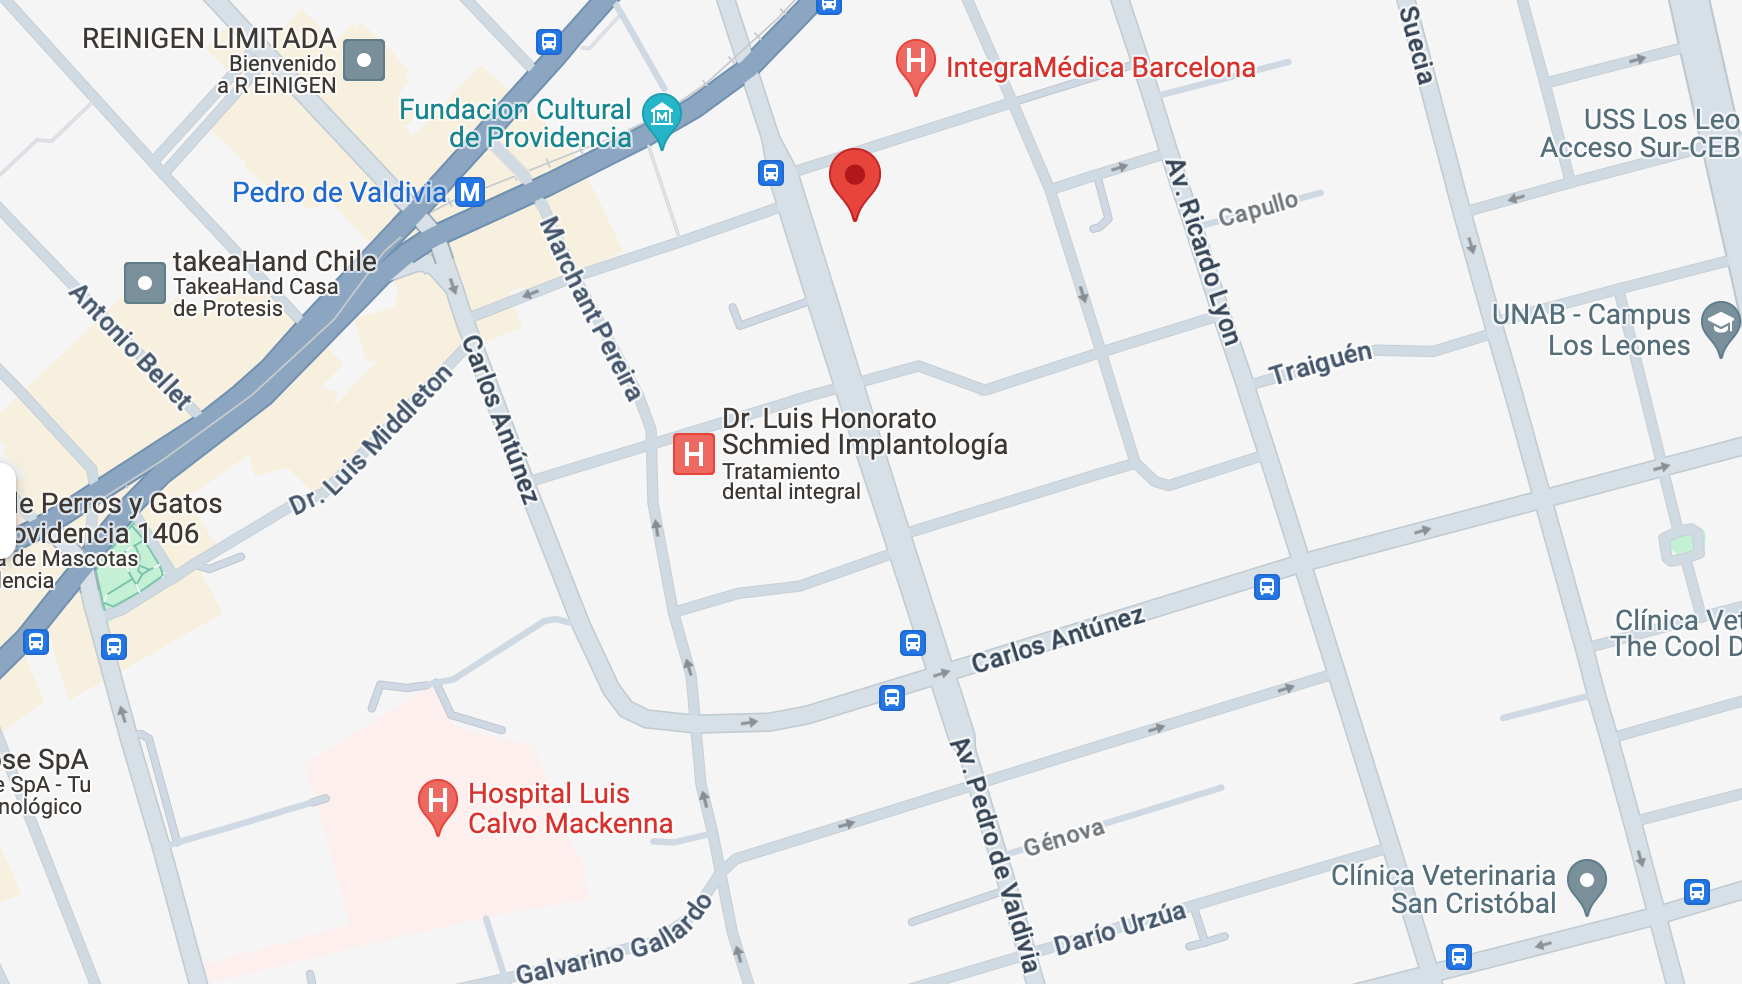 REINIGEN LIMITADA
Bienvenido
a R EINIGEN
Fundacion Cultural
de Providencia
IntegraMédica Barcelona
Suecia
USS Los Leo
Acceso Sur-CEB
Pedro de Valdivia
M
Av. Ricardo Lyon
Capullo
takeaHand Chile
TakeaHand Casa
de Protesis
Antonio Bellet
Marchant Pereira
Carlos Antúnez
Dr. Luis Middleton
UNAB - Campus
Los Leones
Traiguén
H
Dr. Luis Honorato
Schmied Implantología
Tratamiento
dental integral
de Perros y Gatos
ovidencia 1406
a de Mascotas
dencia
Carlos Antúnez
Clínica Vet
The Cool D
ose SpA
e SpA - Tu
nológico
H
Hospital Luis
Calvo Mackenna
Av. Pedro de Valdivia
Génova
Galvarino Gallardo
Darío Urzúa
Clínica Veterinaria
San Cristóbal